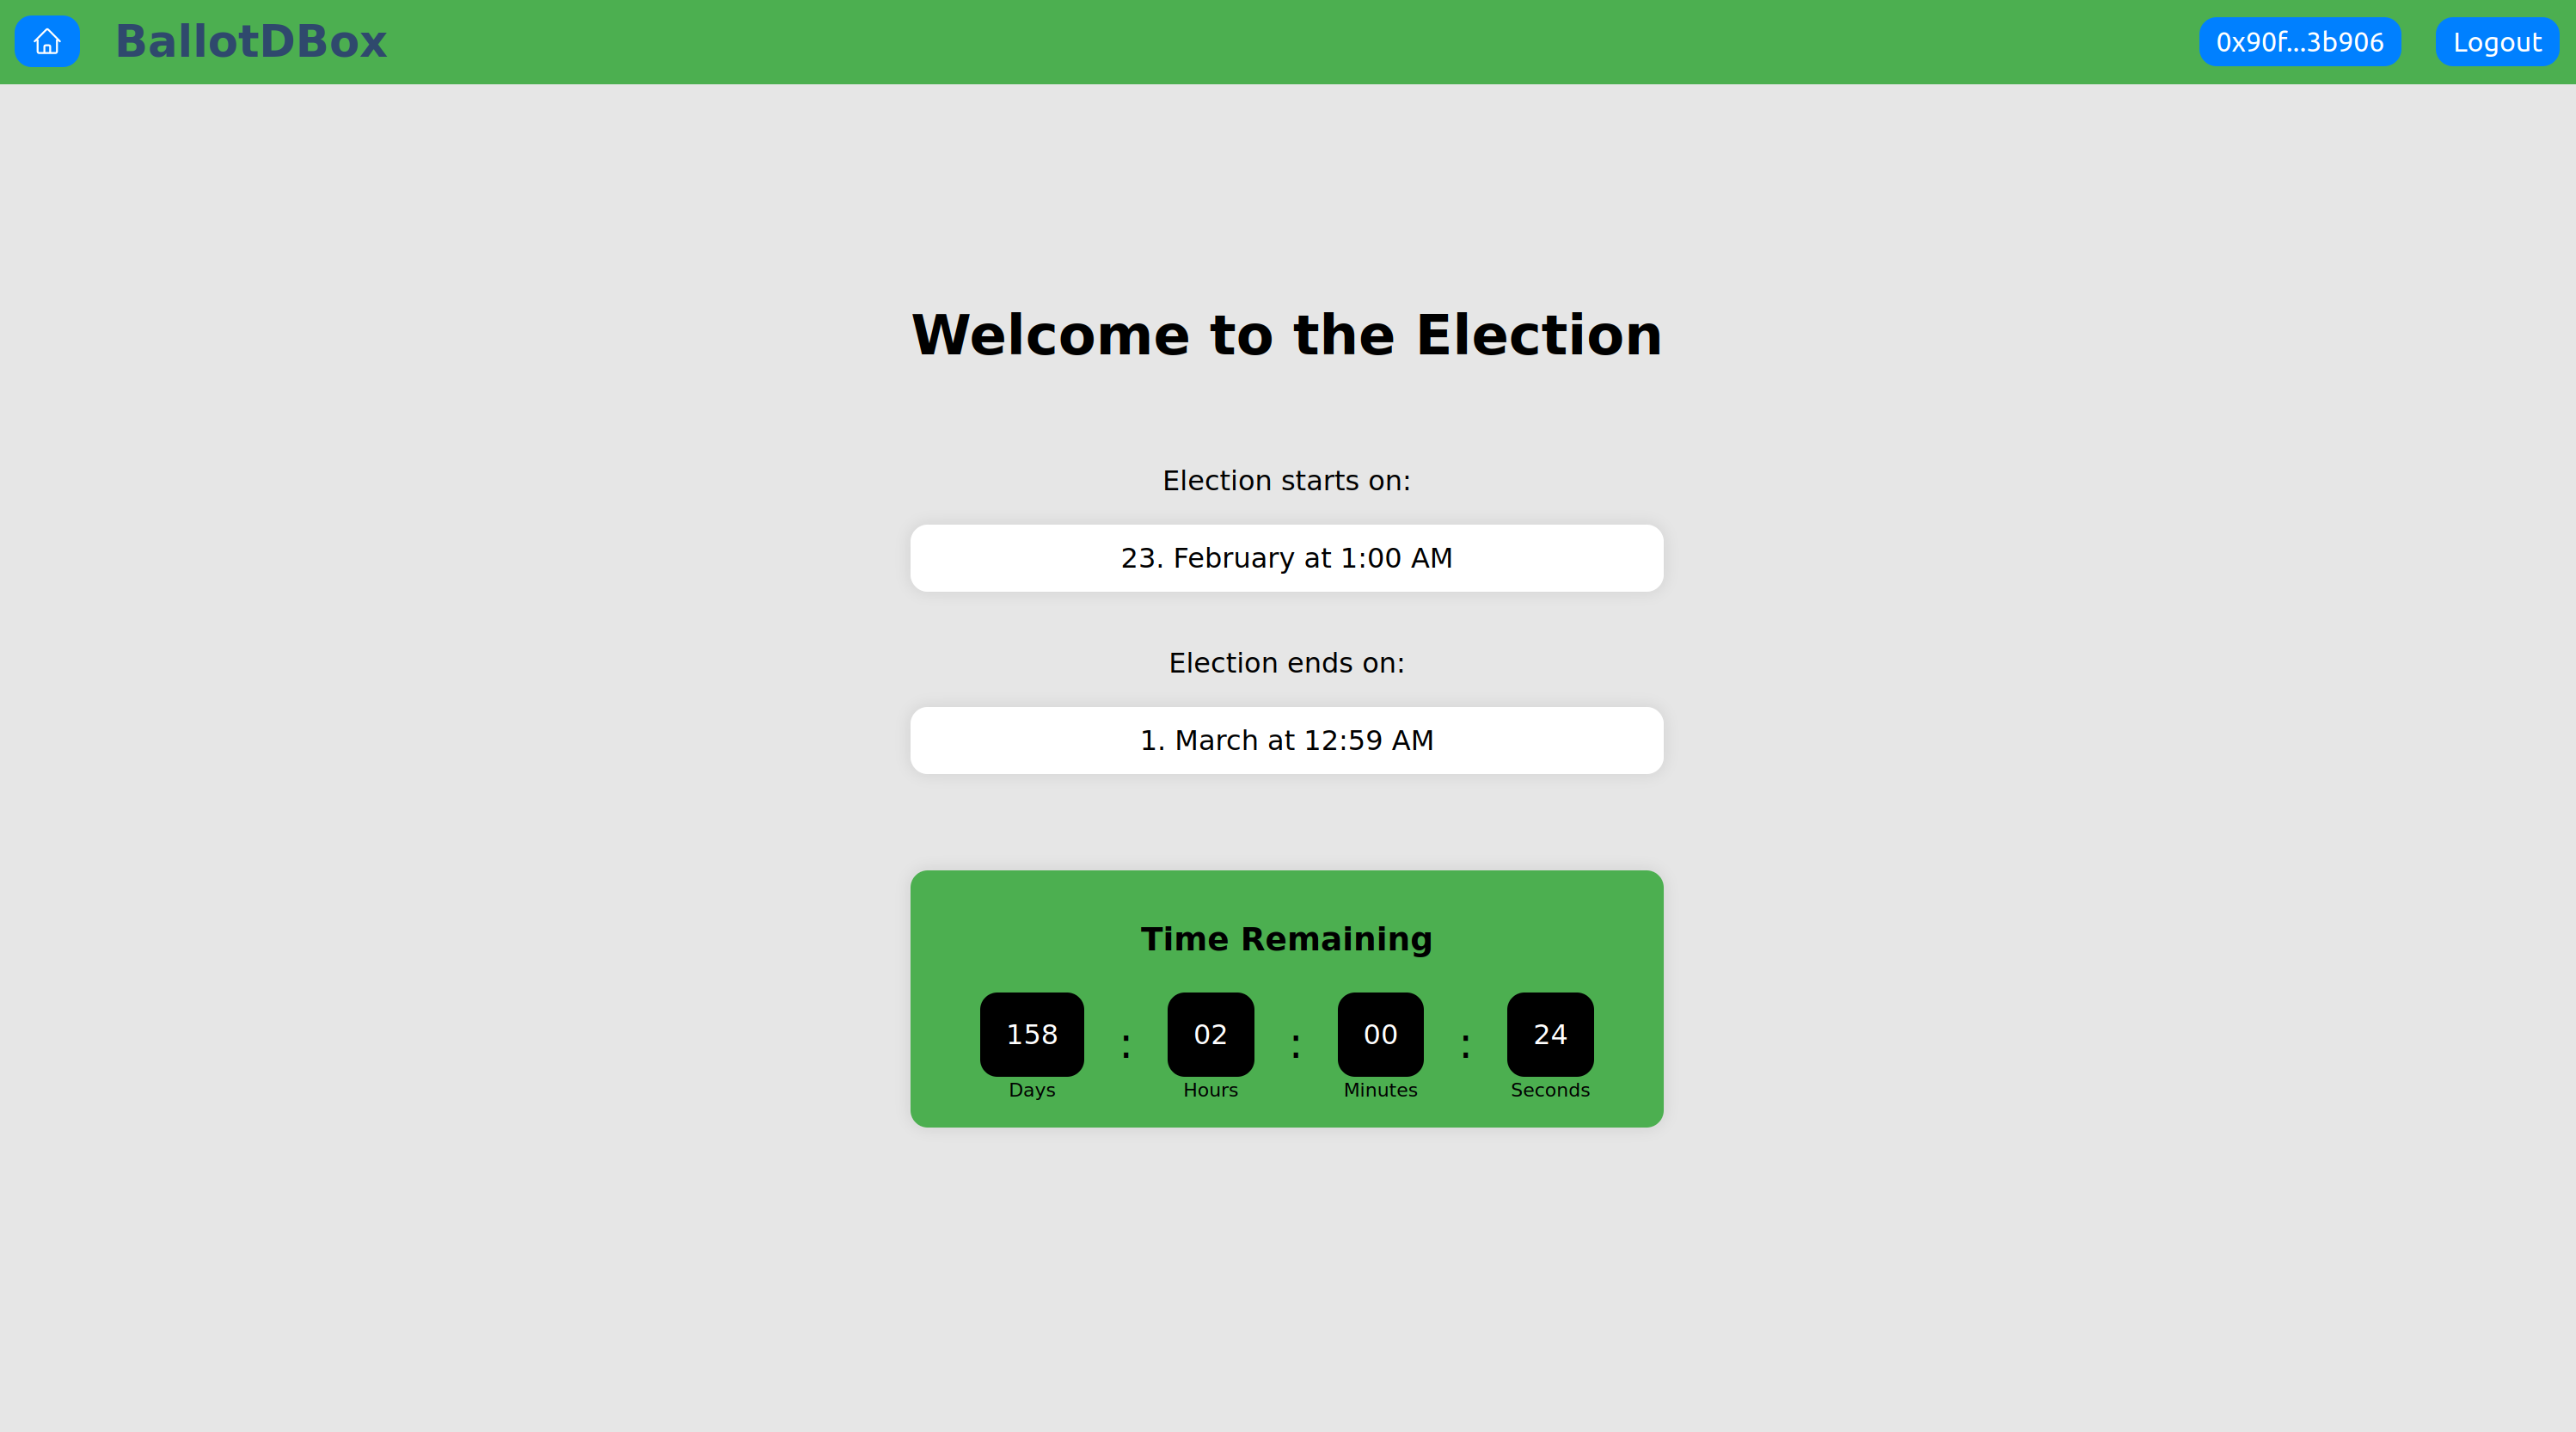 BallotDBox
0x90f...3b906
Logout
Welcome to the Election
Election starts on:
23. February at 1:00 AM
Election ends on:
1. March at 12:59 AM
Time Remaining
158 : 02 : 00 : 24
Days Hours Minutes Seconds